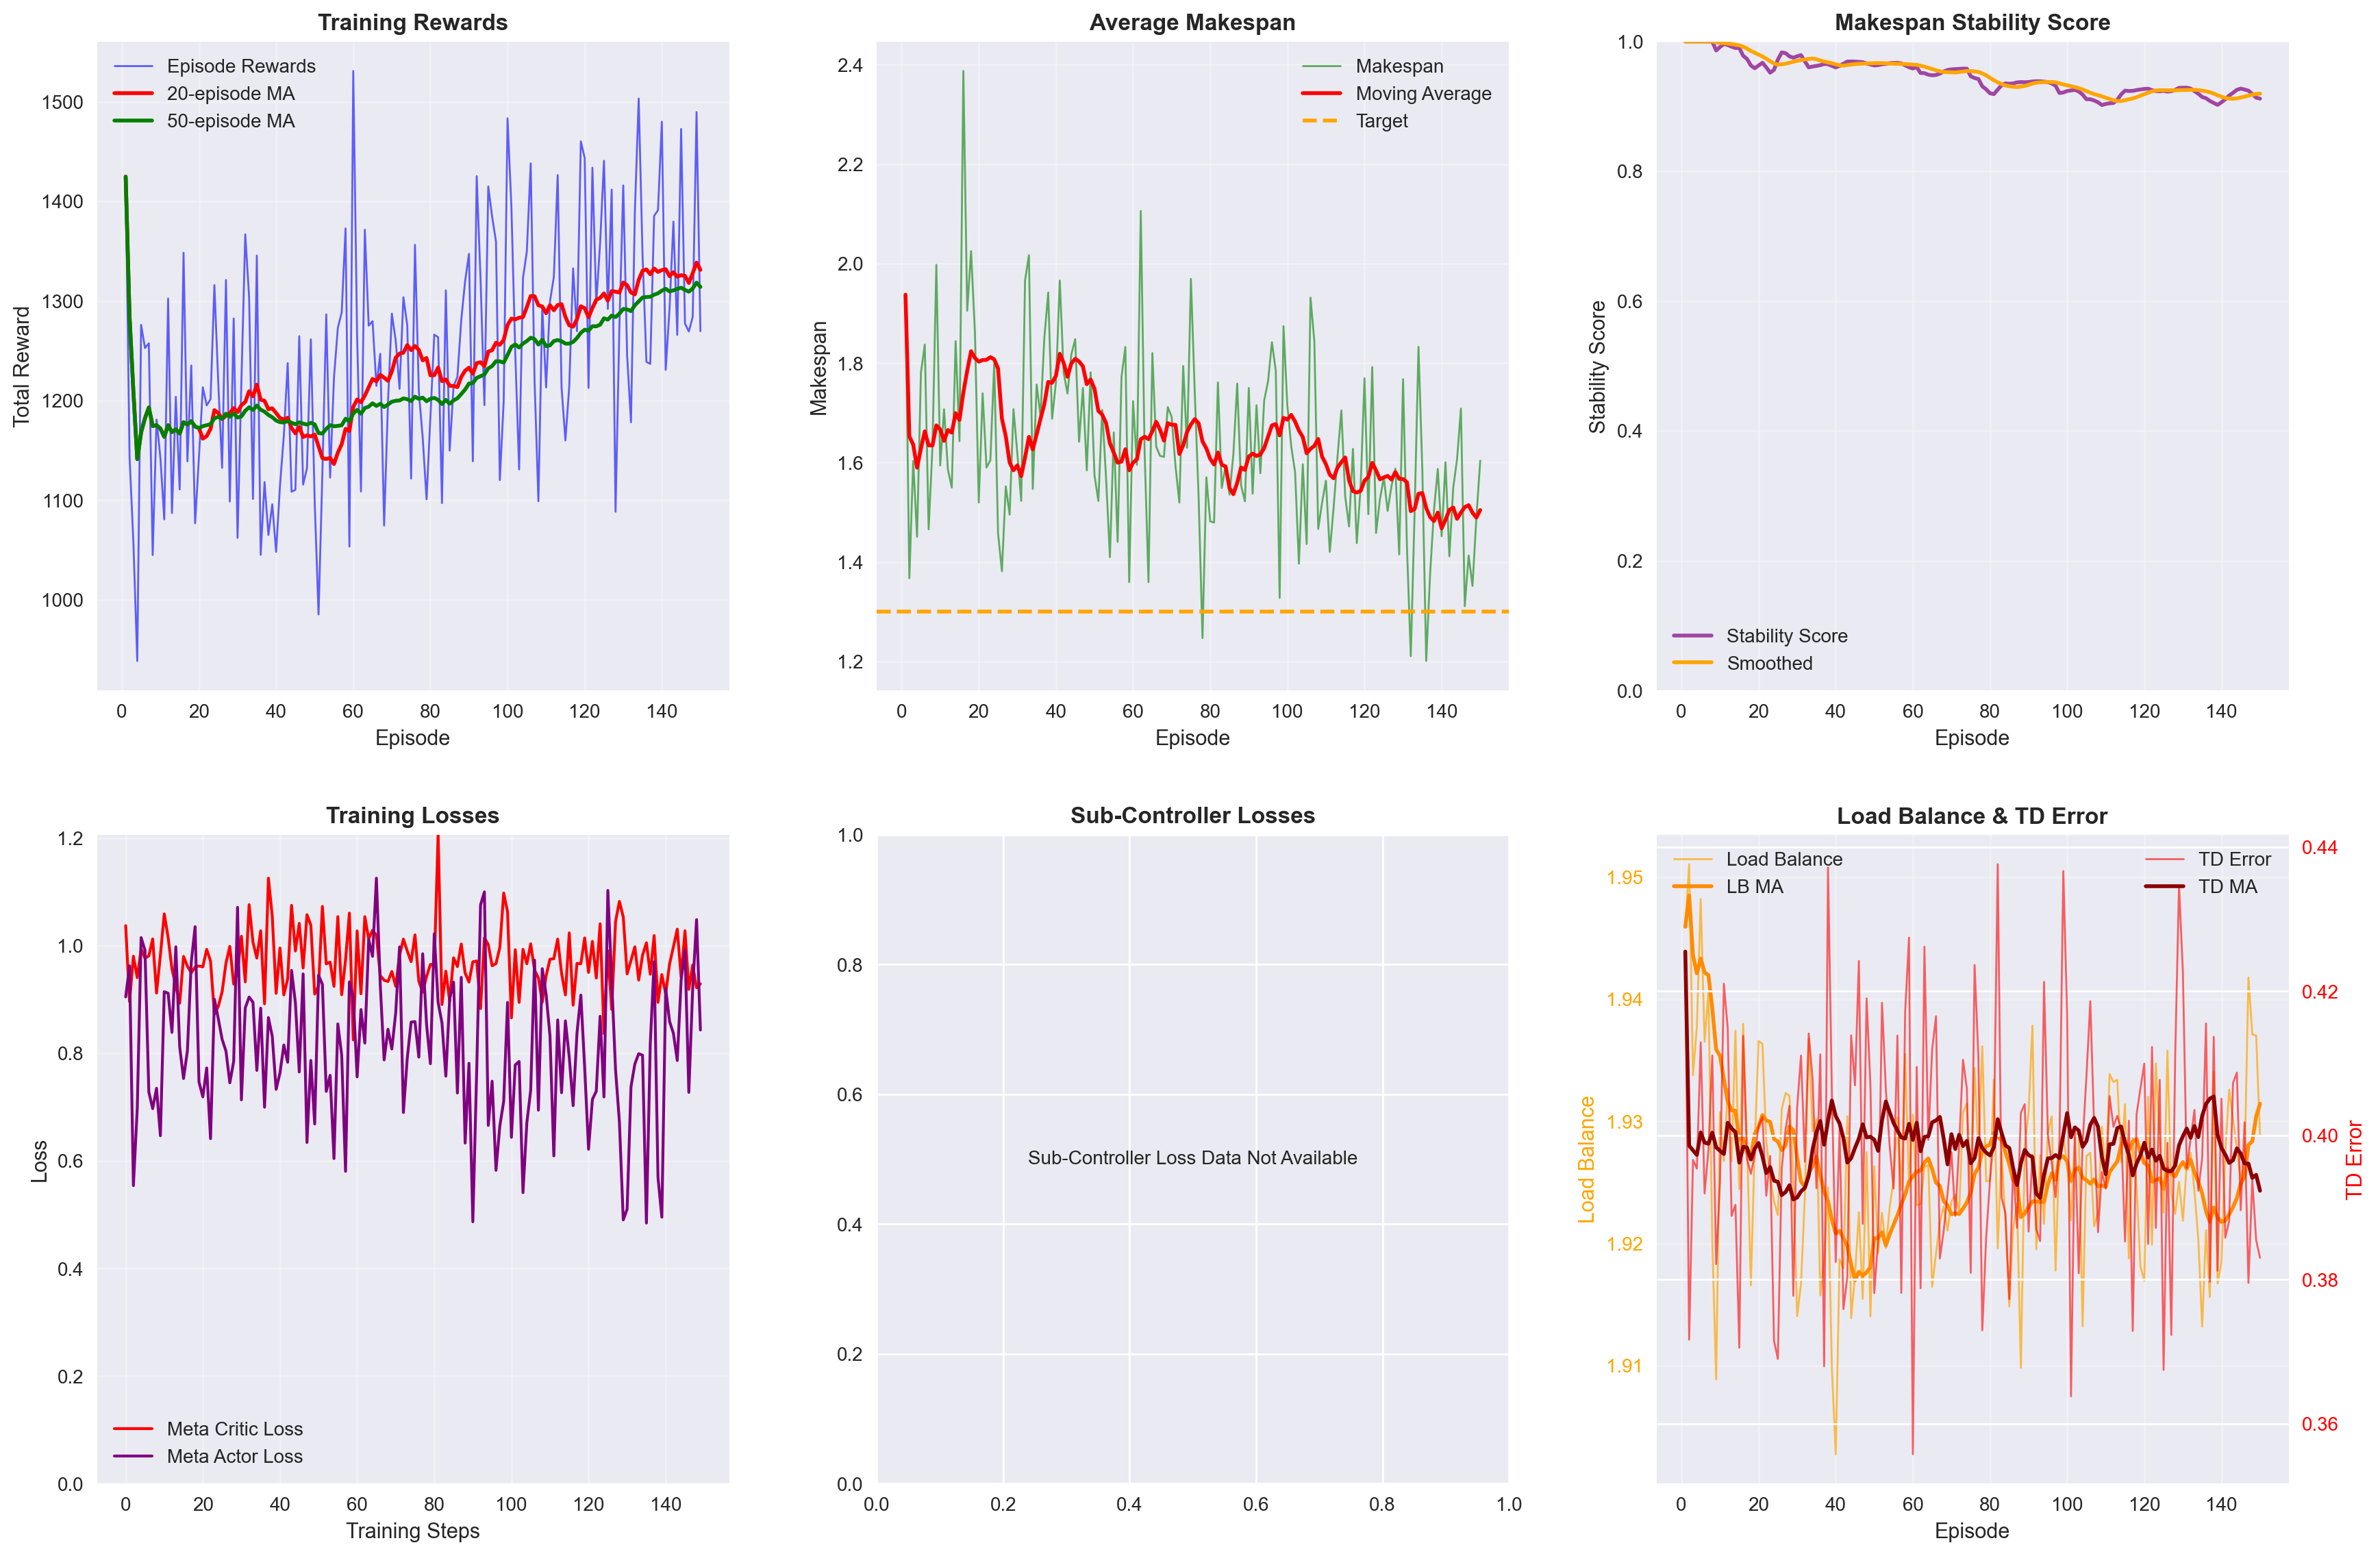 Training Rewards
Episode Rewards
20-episode MA
50-episode MA
1500
1400
1300
1200
1100
1000
Total Reward
0 20 40 60 80 100 120 140
Episode
Average Makespan
Makespan
Moving Average
Target
2.4
2.2
2.0
1.8
1.6
1.4
1.2
Makespan
0 20 40 60 80 100 120 140
Episode
Makespan Stability Score
1.0
0.8
0.6
0.4
0.2
0.0
Stability Score
Stability Score
Smoothed
0 20 40 60 80 100 120 140
Episode
Training Losses
1.2
1.0
0.8
0.6
0.4
0.2
0.0
Loss
Meta Critic Loss
Meta Actor Loss
0 20 40 60 80 100 120 140
Training Steps
Sub-Controller Losses
1.0
0.8
0.6
0.4
0.2
0.0
Sub-Controller Loss Data Not Available
0.0 0.2 0.4 0.6 0.8 1.0
Load Balance & TD Error
Load Balance
LB MA
TD Error
TD MA
1.95
1.94
1.93
1.92
1.91
Load Balance
0.44
0.42
0.40
0.38
0.36
TD Error
0 20 40 60 80 100 120 140
Episode